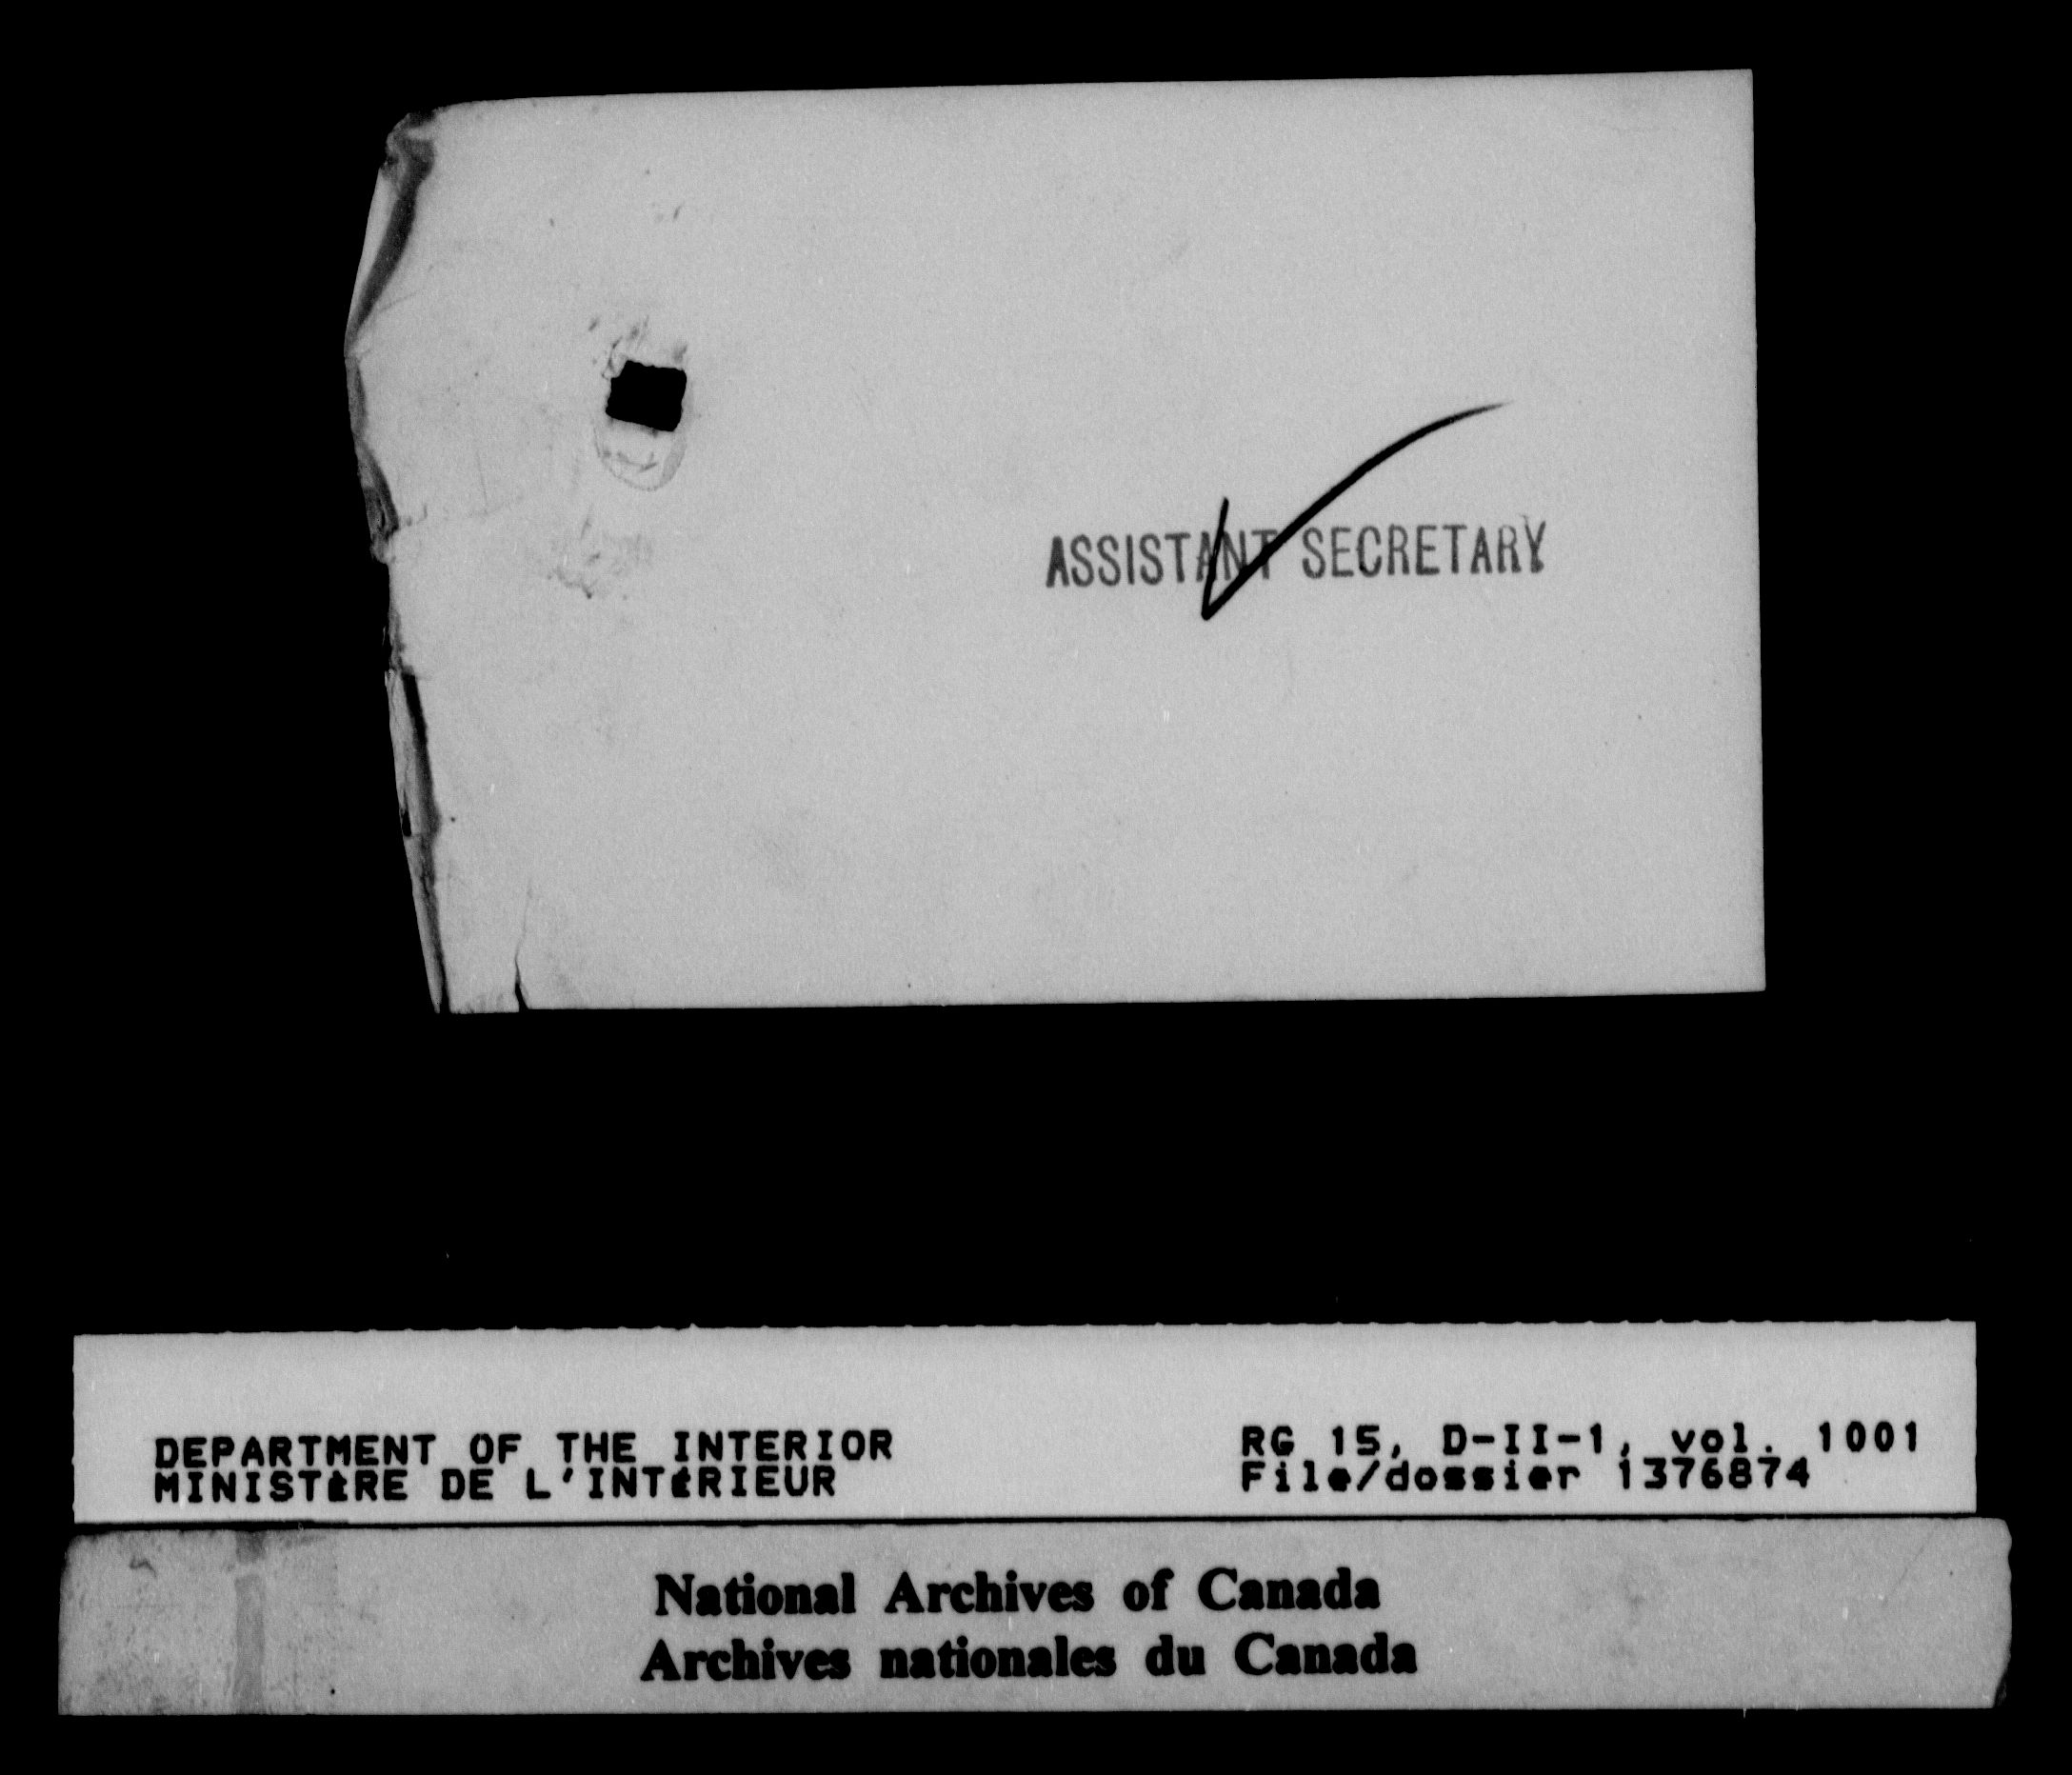 ASSISTANT SECRETARY
DEPARTMENT OF THE INTERIOR
MINISTÈRE DE L'INTÉRIEUR
RG 15, D-II-1, vol. 1001
File/dossier 1376874
National Archives of Canada
Archives nationales du Canada